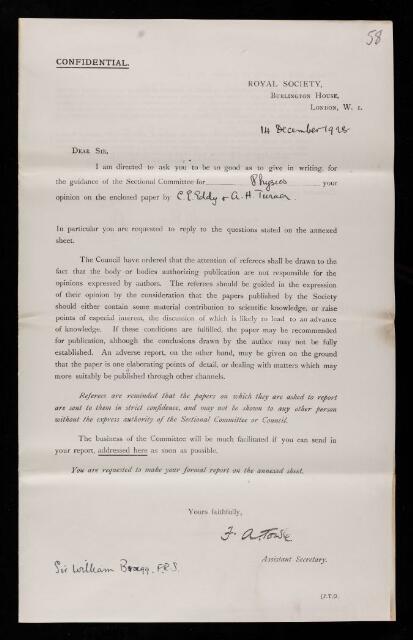 58
CONFIDENTIAL.
ROYAL SOCIETY,
BURLINGTON HOUSE,
LONDON, W. 1.
14 December 1928
DEAR SIR,
I am directed to ask you to be so good as to give in writing, for
the guidance of the Sectional Committee for Physics your
opinion on the enclosed paper by C. E. Eddy & A. H. Turner.
In particular you are requested to reply to the questions stated on the annexed
sheet.
The Council have ordered that the attention of referees shall be drawn to the
fact that the body or bodies authorizing publication are not responsible for the
opinions expressed by authors. The referees should be guided in the expression
of their opinion by the consideration that the papers published by the Society
should either contain some material contribution to scientific knowledge, or raise
points of especial interest, the discussion of which is likely to lead to an advance
of knowledge. If these conditions are fulfilled, the paper may be recommended
for publication, although the conclusions drawn by the author may not be fully
established. An adverse report, on the other hand, may be given on the ground
that the paper is one elaborating points of detail, or dealing with matters which may
more suitably be published through other channels.
Referees are reminded that the papers on which they are asked to report
are sent to them in strict confidence, and may not be shown to any other person
without the express authority of the Sectional Committee or Council.
The business of the Committee will be much facilitated if you can send in
your report, addressed here as soon as possible.
You are requested to make your formal report on the annexed sheet.
Yours faithfully,
F. A. Towle
Assistant Secretary.
Sir William Bragg. F.R.S.
[P.T.O.